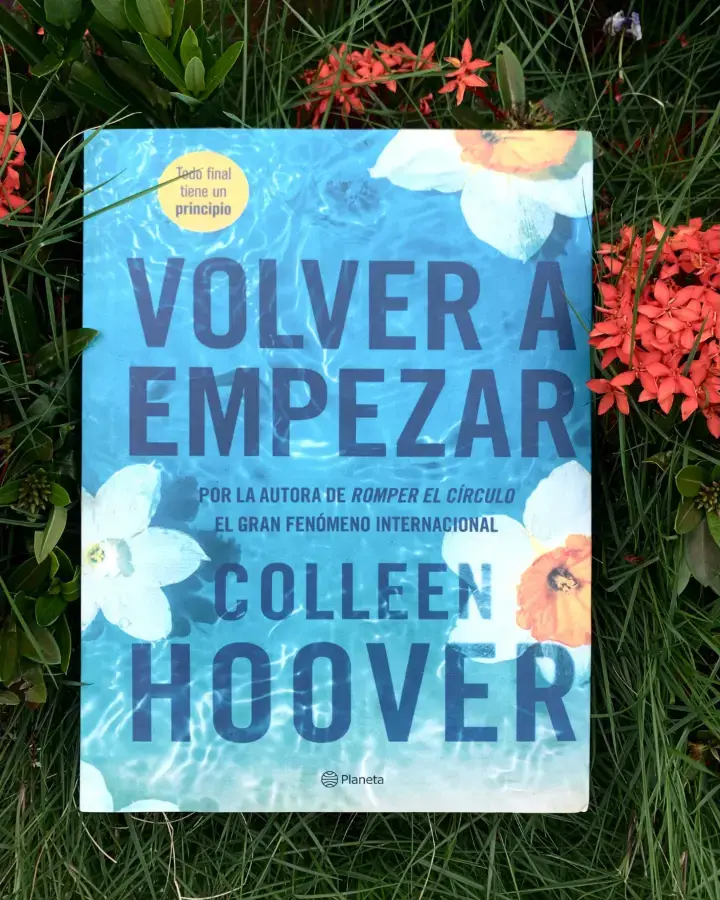 Todo final
tiene un
principio
VOLVER A
EMPEZAR
POR LA AUTORA DE ROMPER EL CÍRCULO
EL GRAN FENÓMENO INTERNACIONAL
COLLEEN
HOOVER
Planeta